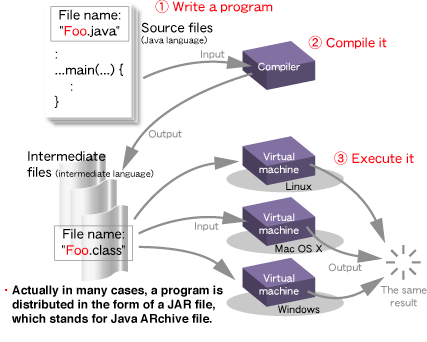 ① Write a program
File name:
"Foo.java"
Source files
(Java language)
:
...main(...) {
:
}
Input
② Compile it
Compiler
Output
Intermediate
files (intermediate language)
③ Execute it
Virtual
machine
Linux
File name:
"Foo.class"
Input
Virtual
machine
Mac OS X
Output
Virtual
machine
Windows
The same
result
・Actually in many cases, a program is
distributed in the form of a JAR file,
which stands for Java ARchive file.